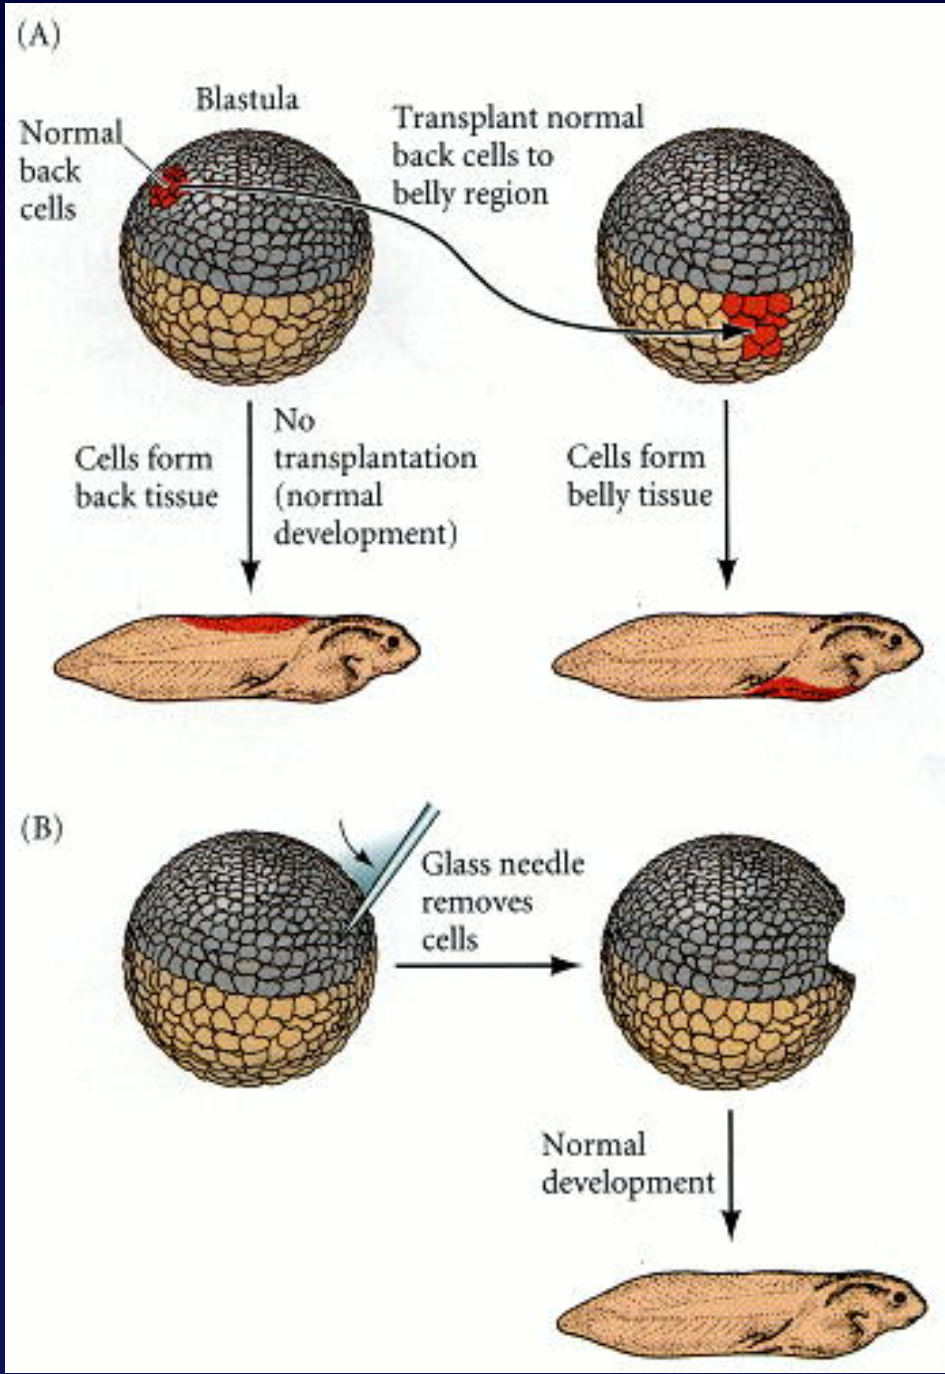 (A)
Blastula
Normal
back
cells
Transplant normal
back cells to
belly region
Cells form
back tissue
No
transplantation
(normal
development)
Cells form
belly tissue
(B)
Glass needle
removes
cells
Normal
development